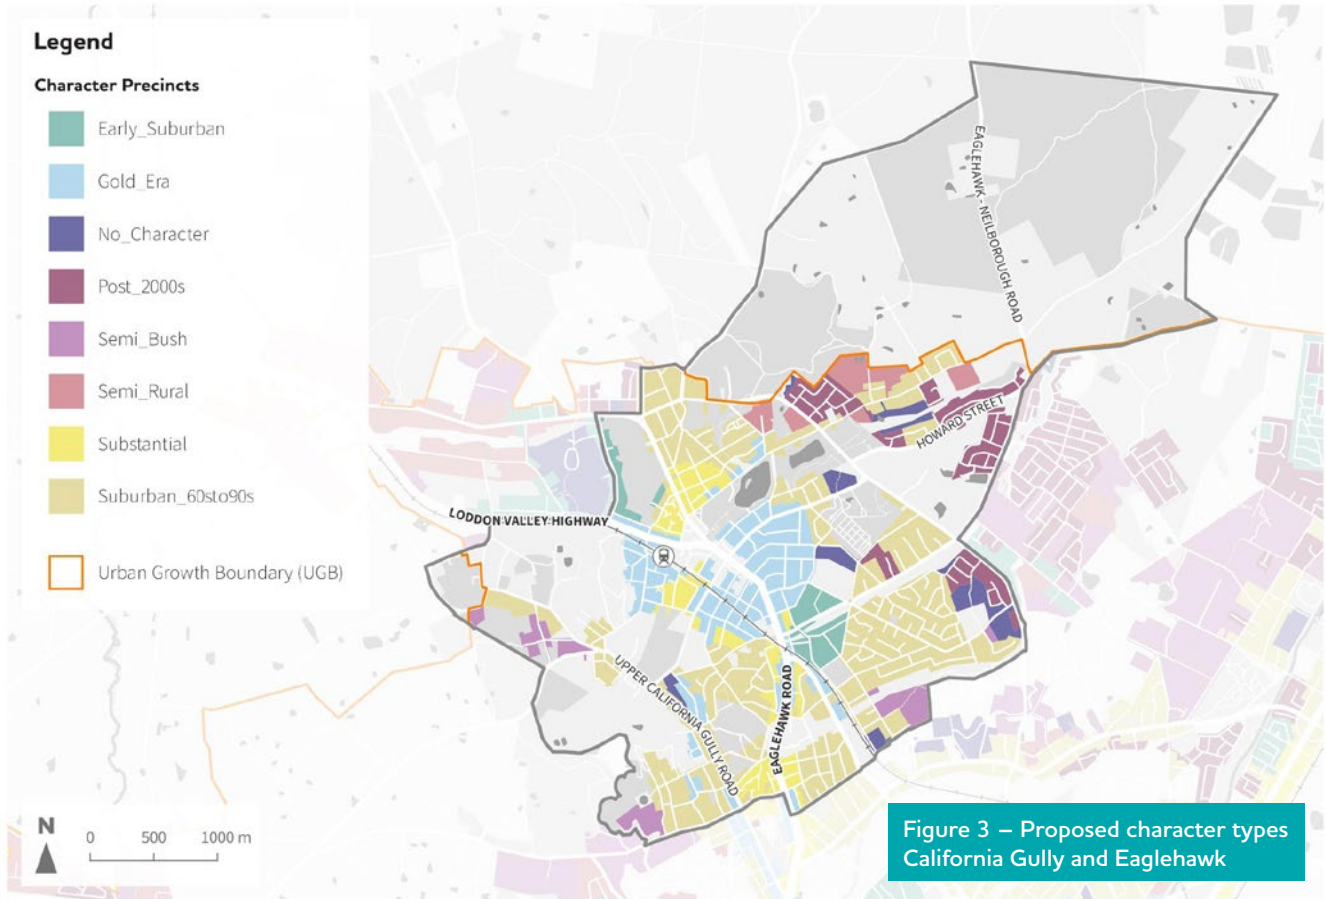 Legend
Character Precincts
Early_Suburban
Gold_Era
No_Character
Post_2000s
Semi_Bush
Semi_Rural
Substantial
Suburban_60sto90s
Urban Growth Boundary (UGB)
EAGLEHAWK - NEILBOROUGH ROAD
HOWARD STREET
LODDON VALLEY HIGHWAY
UPPER CALIFORNIA GULLY ROAD
EAGLEHAWK ROAD
N
0 500 1000 m
Figure 3 – Proposed character types
California Gully and Eaglehawk